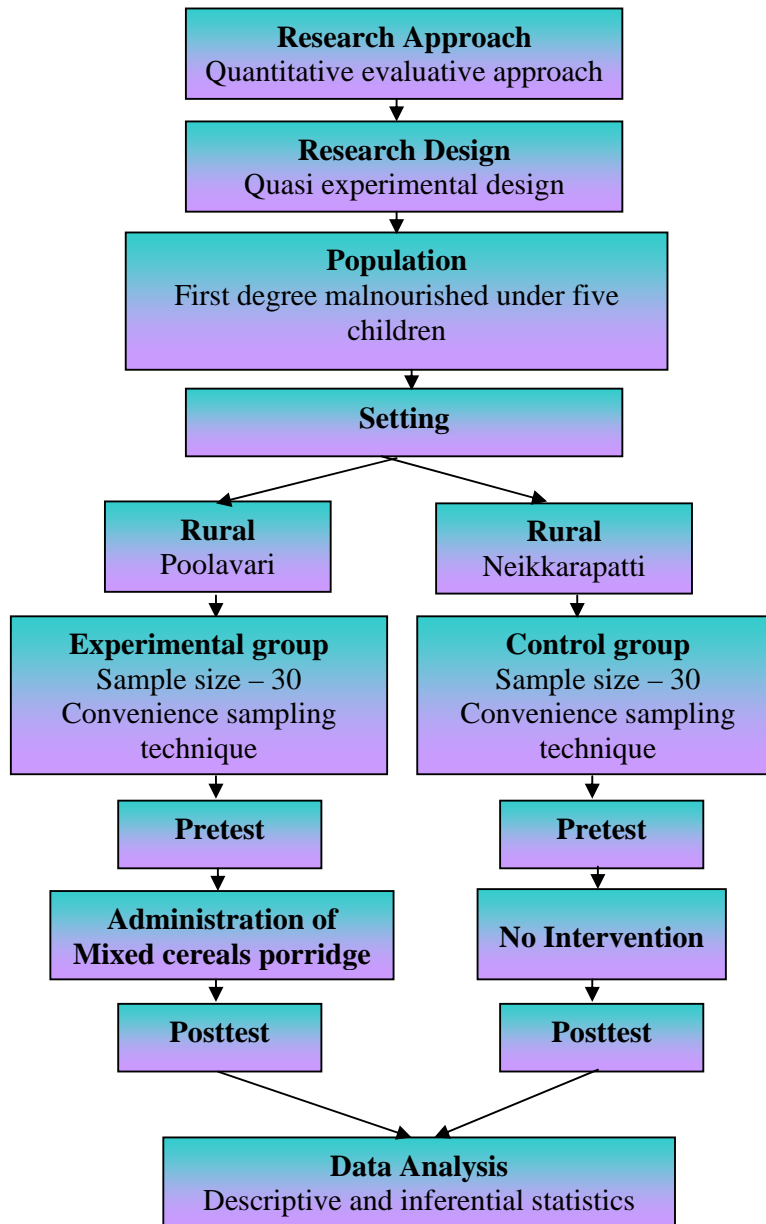 Research Approach
Quantitative evaluative approach
Research Design
Quasi experimental design
Population
First degree malnourished under five
children
Setting
Rural
Poolavari
Rural
Neikkarapatti
Experimental group
Sample size – 30
Convenience sampling
technique
Control group
Sample size – 30
Convenience sampling
technique
Pretest
Pretest
Administration of
Mixed cereals porridge
No Intervention
Posttest
Posttest
Data Analysis
Descriptive and inferential statistics